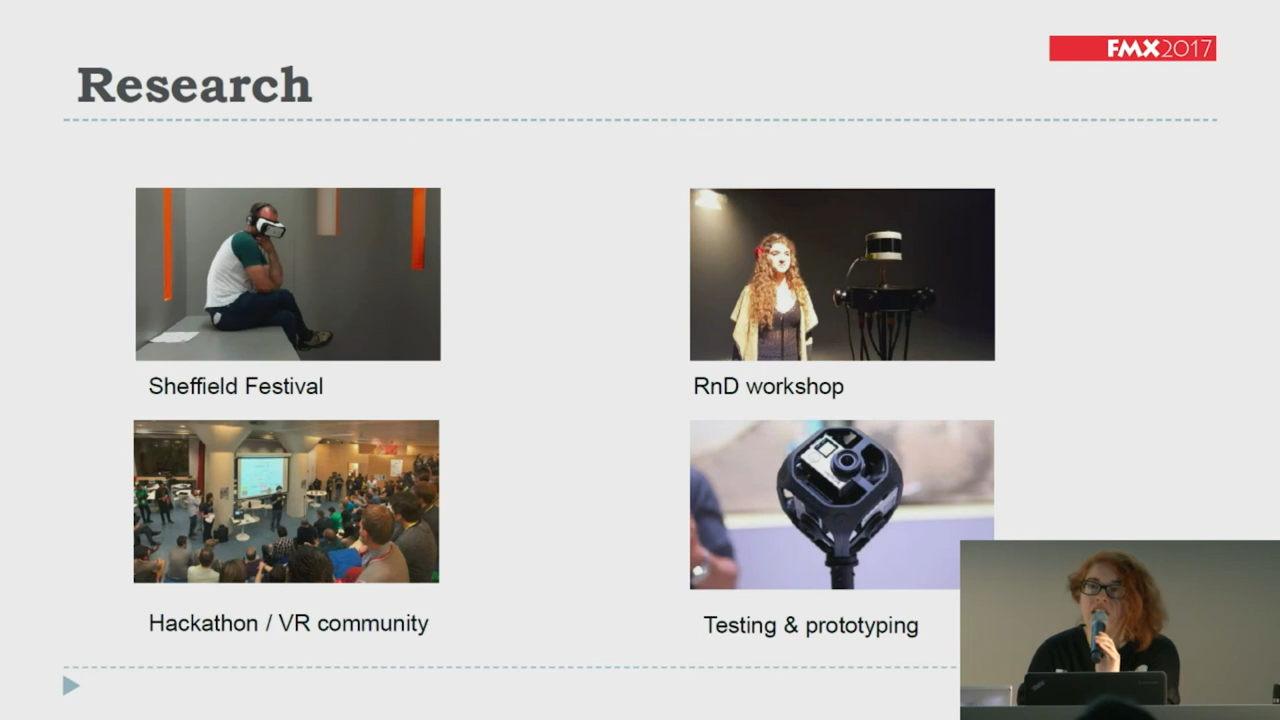 FMX2017
Research
Sheffield Festival
RnD workshop
Hackathon / VR community
Testing & prototyping